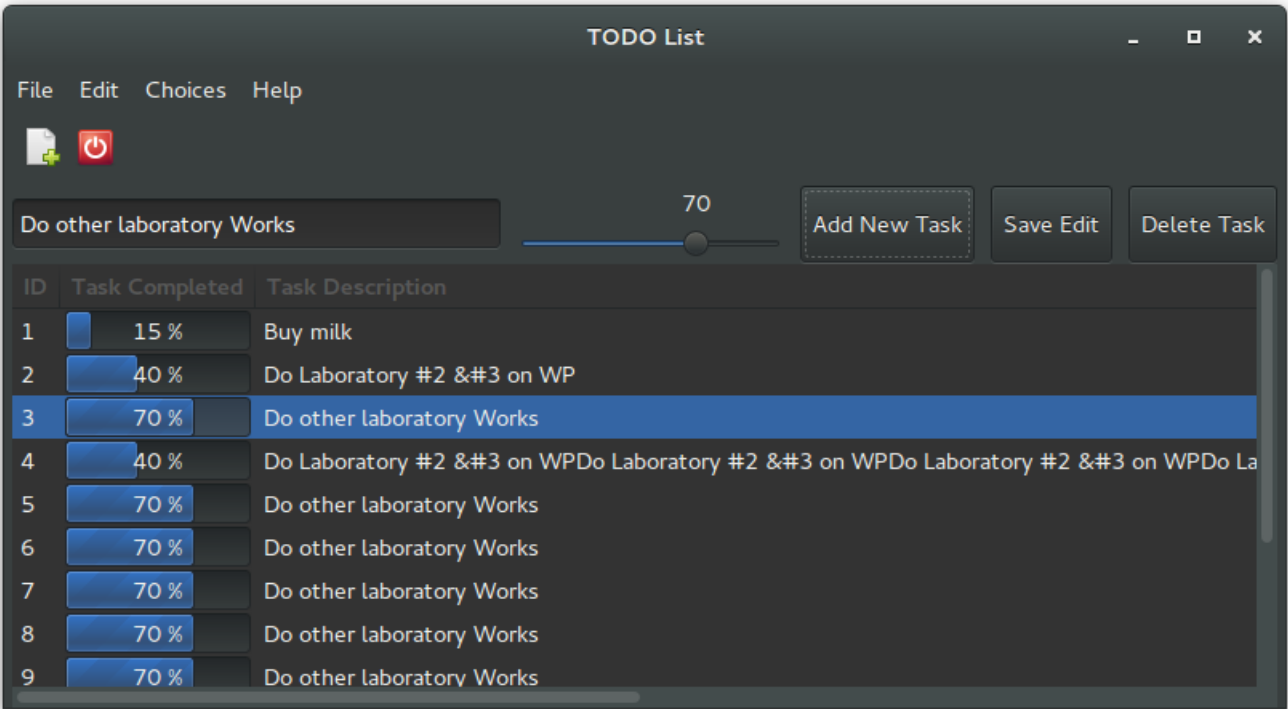 TODO List
File Edit Choices Help
70
Do other laboratory Works Add New Task Save Edit Delete Task
ID Task Completed Task Description
1 15 % Buy milk
2 40 % Do Laboratory #2 &#3 on WP
3 70 % Do other laboratory Works
4 40 % Do Laboratory #2 &#3 on WPDo Laboratory #2 &#3 on WPDo Laboratory #2 &#3 on WPDo La
5 70 % Do other laboratory Works
6 70 % Do other laboratory Works
7 70 % Do other laboratory Works
8 70 % Do other laboratory Works
9 70 % Do other laboratory Works